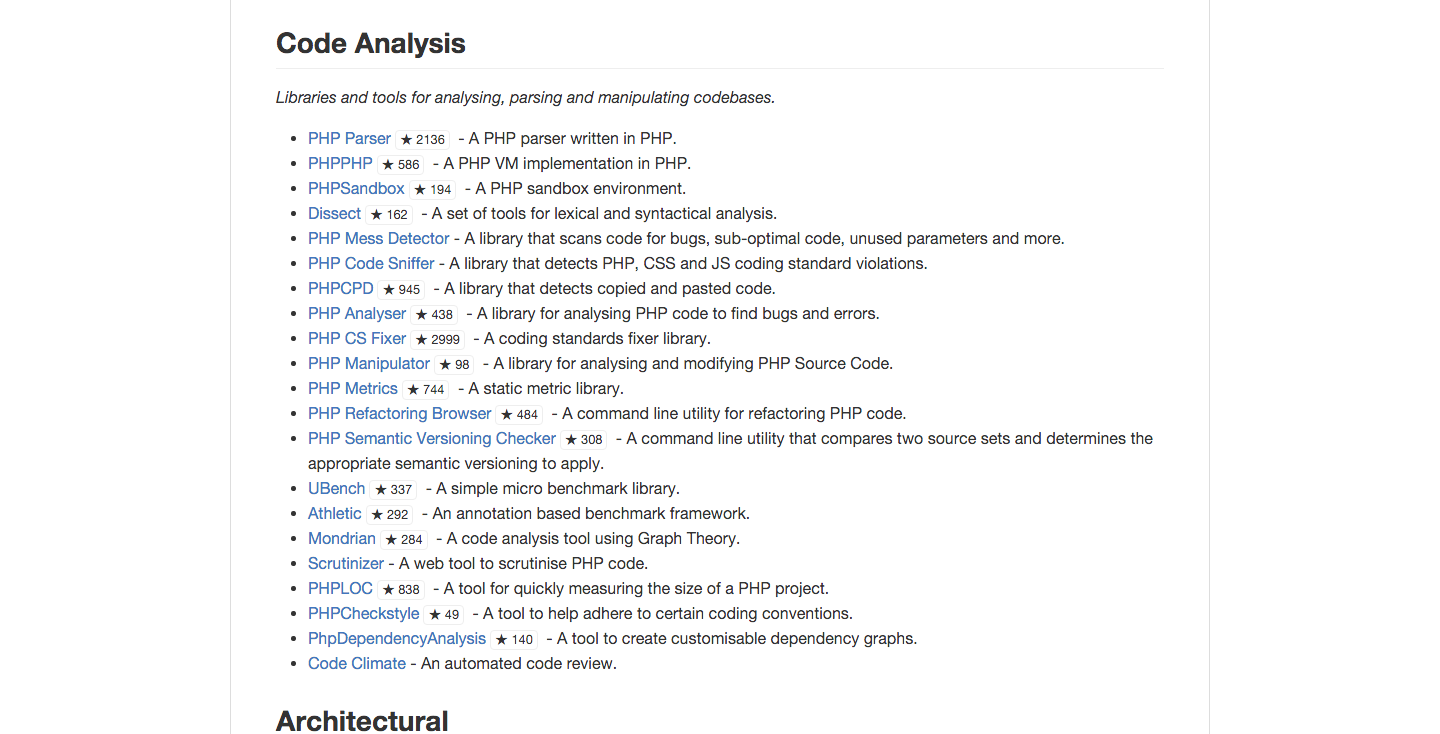 Code Analysis
Libraries and tools for analysing, parsing and manipulating codebases.
• PHP Parser ★ 2136 - A PHP parser written in PHP.
• PHPPHP ★ 586 - A PHP VM implementation in PHP.
• PHPSandbox ★ 194 - A PHP sandbox environment.
• Dissect ★ 162 - A set of tools for lexical and syntactical analysis.
• PHP Mess Detector - A library that scans code for bugs, sub-optimal code, unused parameters and more.
• PHP Code Sniffer - A library that detects PHP, CSS and JS coding standard violations.
• PHPCPD ★ 945 - A library that detects copied and pasted code.
• PHP Analyser ★ 438 - A library for analysing PHP code to find bugs and errors.
• PHP CS Fixer ★ 2999 - A coding standards fixer library.
• PHP Manipulator ★ 98 - A library for analysing and modifying PHP Source Code.
• PHP Metrics ★ 744 - A static metric library.
• PHP Refactoring Browser ★ 484 - A command line utility for refactoring PHP code.
• PHP Semantic Versioning Checker ★ 308 - A command line utility that compares two source sets and determines the
appropriate semantic versioning to apply.
• UBench ★ 337 - A simple micro benchmark library.
• Athletic ★ 292 - An annotation based benchmark framework.
• Mondrian ★ 284 - A code analysis tool using Graph Theory.
• Scrutinizer - A web tool to scrutinise PHP code.
• PHPLOC ★ 838 - A tool for quickly measuring the size of a PHP project.
• PHPCheckstyle ★ 49 - A tool to help adhere to certain coding conventions.
• PhpDependencyAnalysis ★ 140 - A tool to create customisable dependency graphs.
• Code Climate - An automated code review.
Architectural